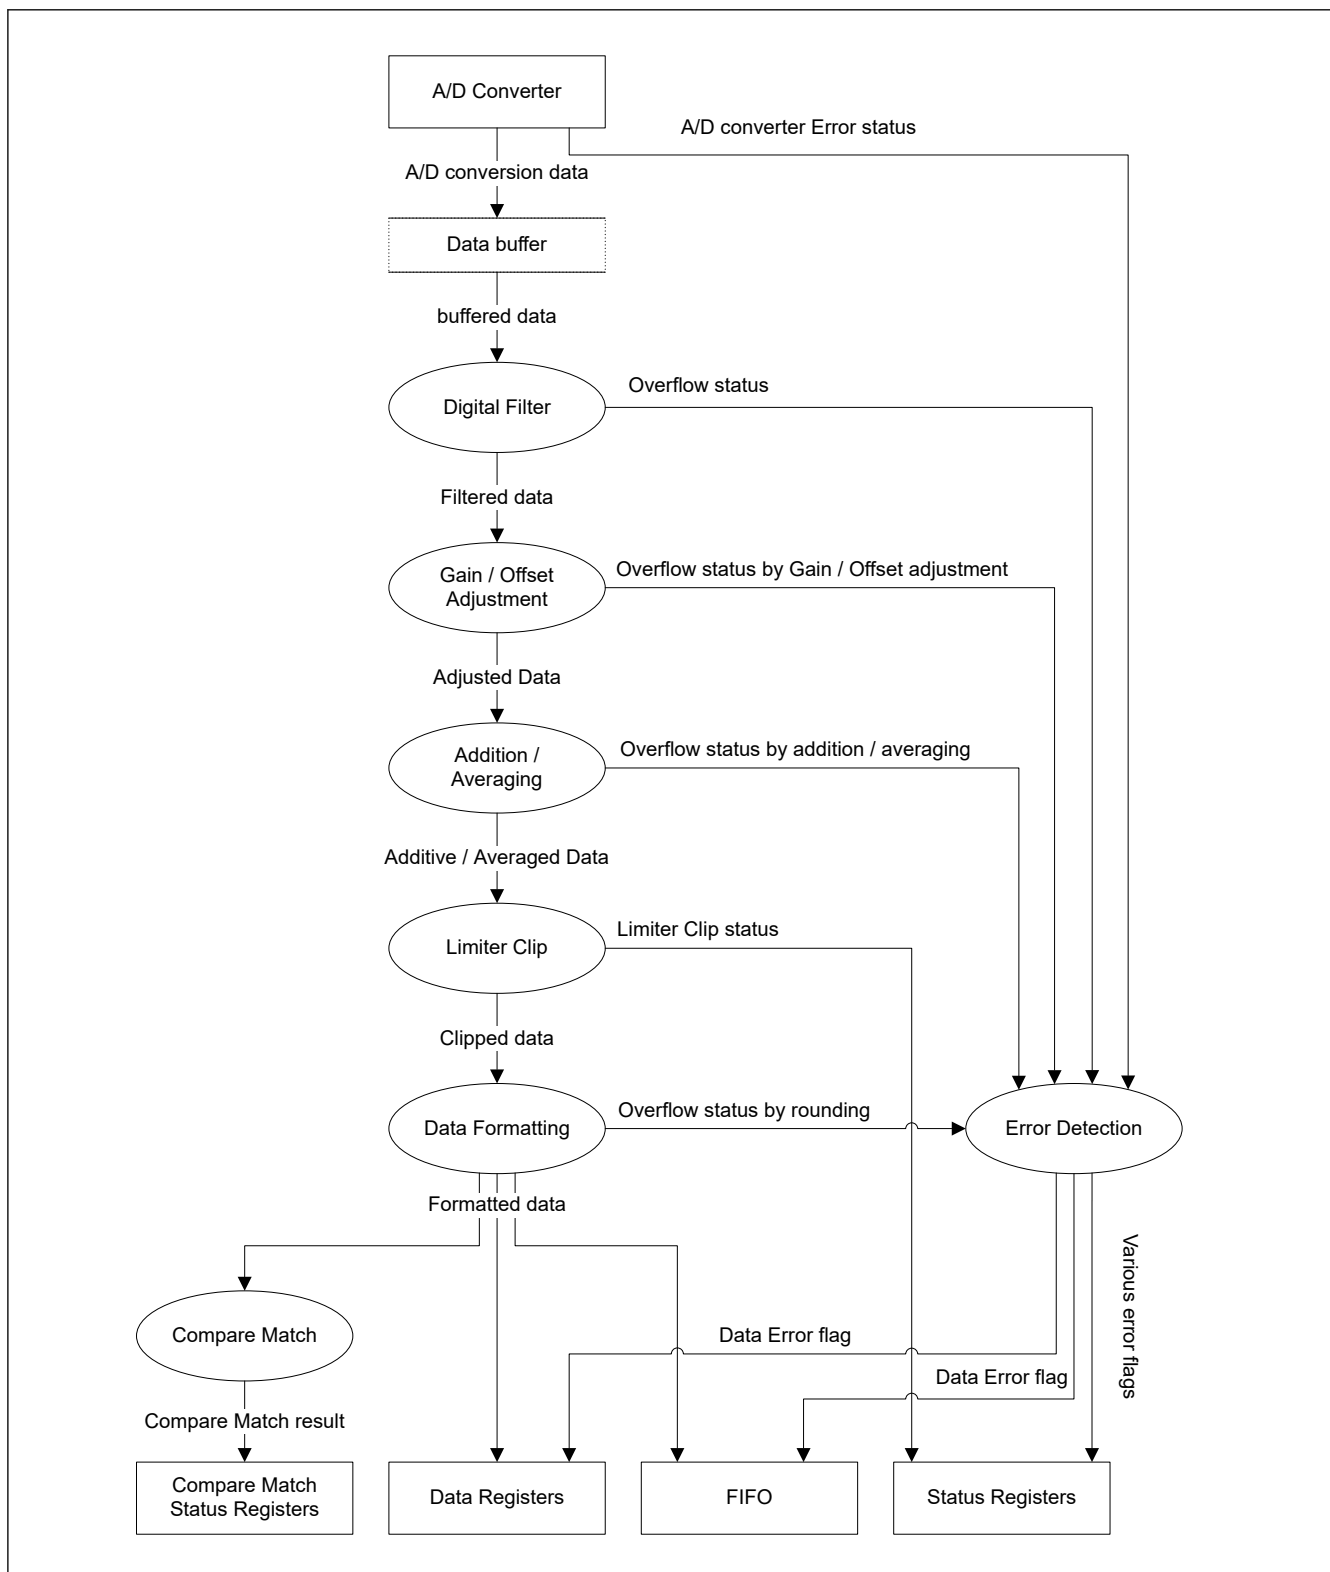 A/D Converter
A/D converter Error status
A/D conversion data
Data buffer
buffered data
Overflow status
Digital Filter
Filtered data
Overflow status by Gain / Offset adjustment
Gain / Offset
Adjustment
Adjusted Data
Overflow status by addition / averaging
Addition /
Averaging
Additive / Averaged Data
Limiter Clip status
Limiter Clip
Clipped data
Overflow status by rounding
Data Formatting
Error Detection
Formatted data
Various error flags
Compare Match
Data Error flag
Data Error flag
Compare Match result
Compare Match
Status Registers
Data Registers
FIFO
Status Registers